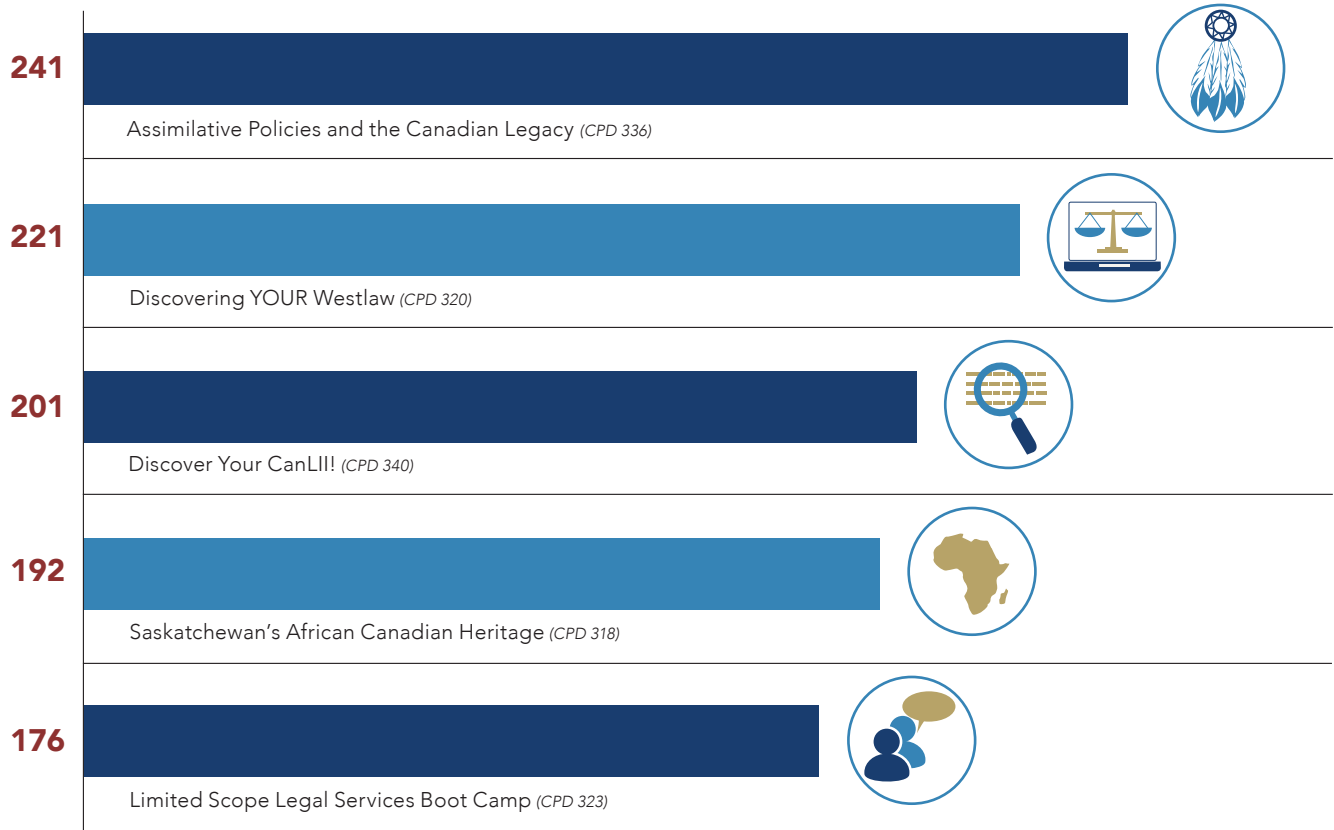 241
Assimilative Policies and the Canadian Legacy (CPD 336)
221
Discovering YOUR Westlaw (CPD 320)
201
Discover Your CanLII! (CPD 340)
192
Saskatchewan’s African Canadian Heritage (CPD 318)
176
Limited Scope Legal Services Boot Camp (CPD 323)